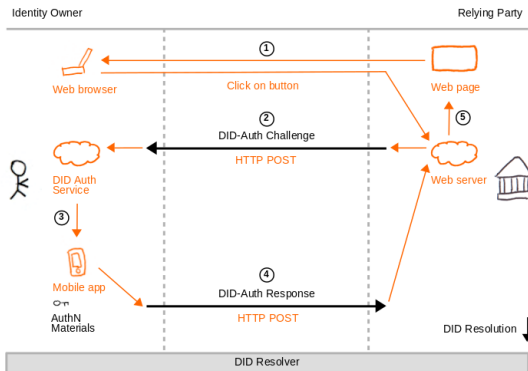 Identity Owner
Relying Party
1
Web browser
Click on button
Web page
2
5
DID-Auth Challenge
HTTP POST
DID Auth
Service
Web server
3
4
Mobile app
DID-Auth Response
AuthN
Materials
HTTP POST
DID Resolution
DID Resolver